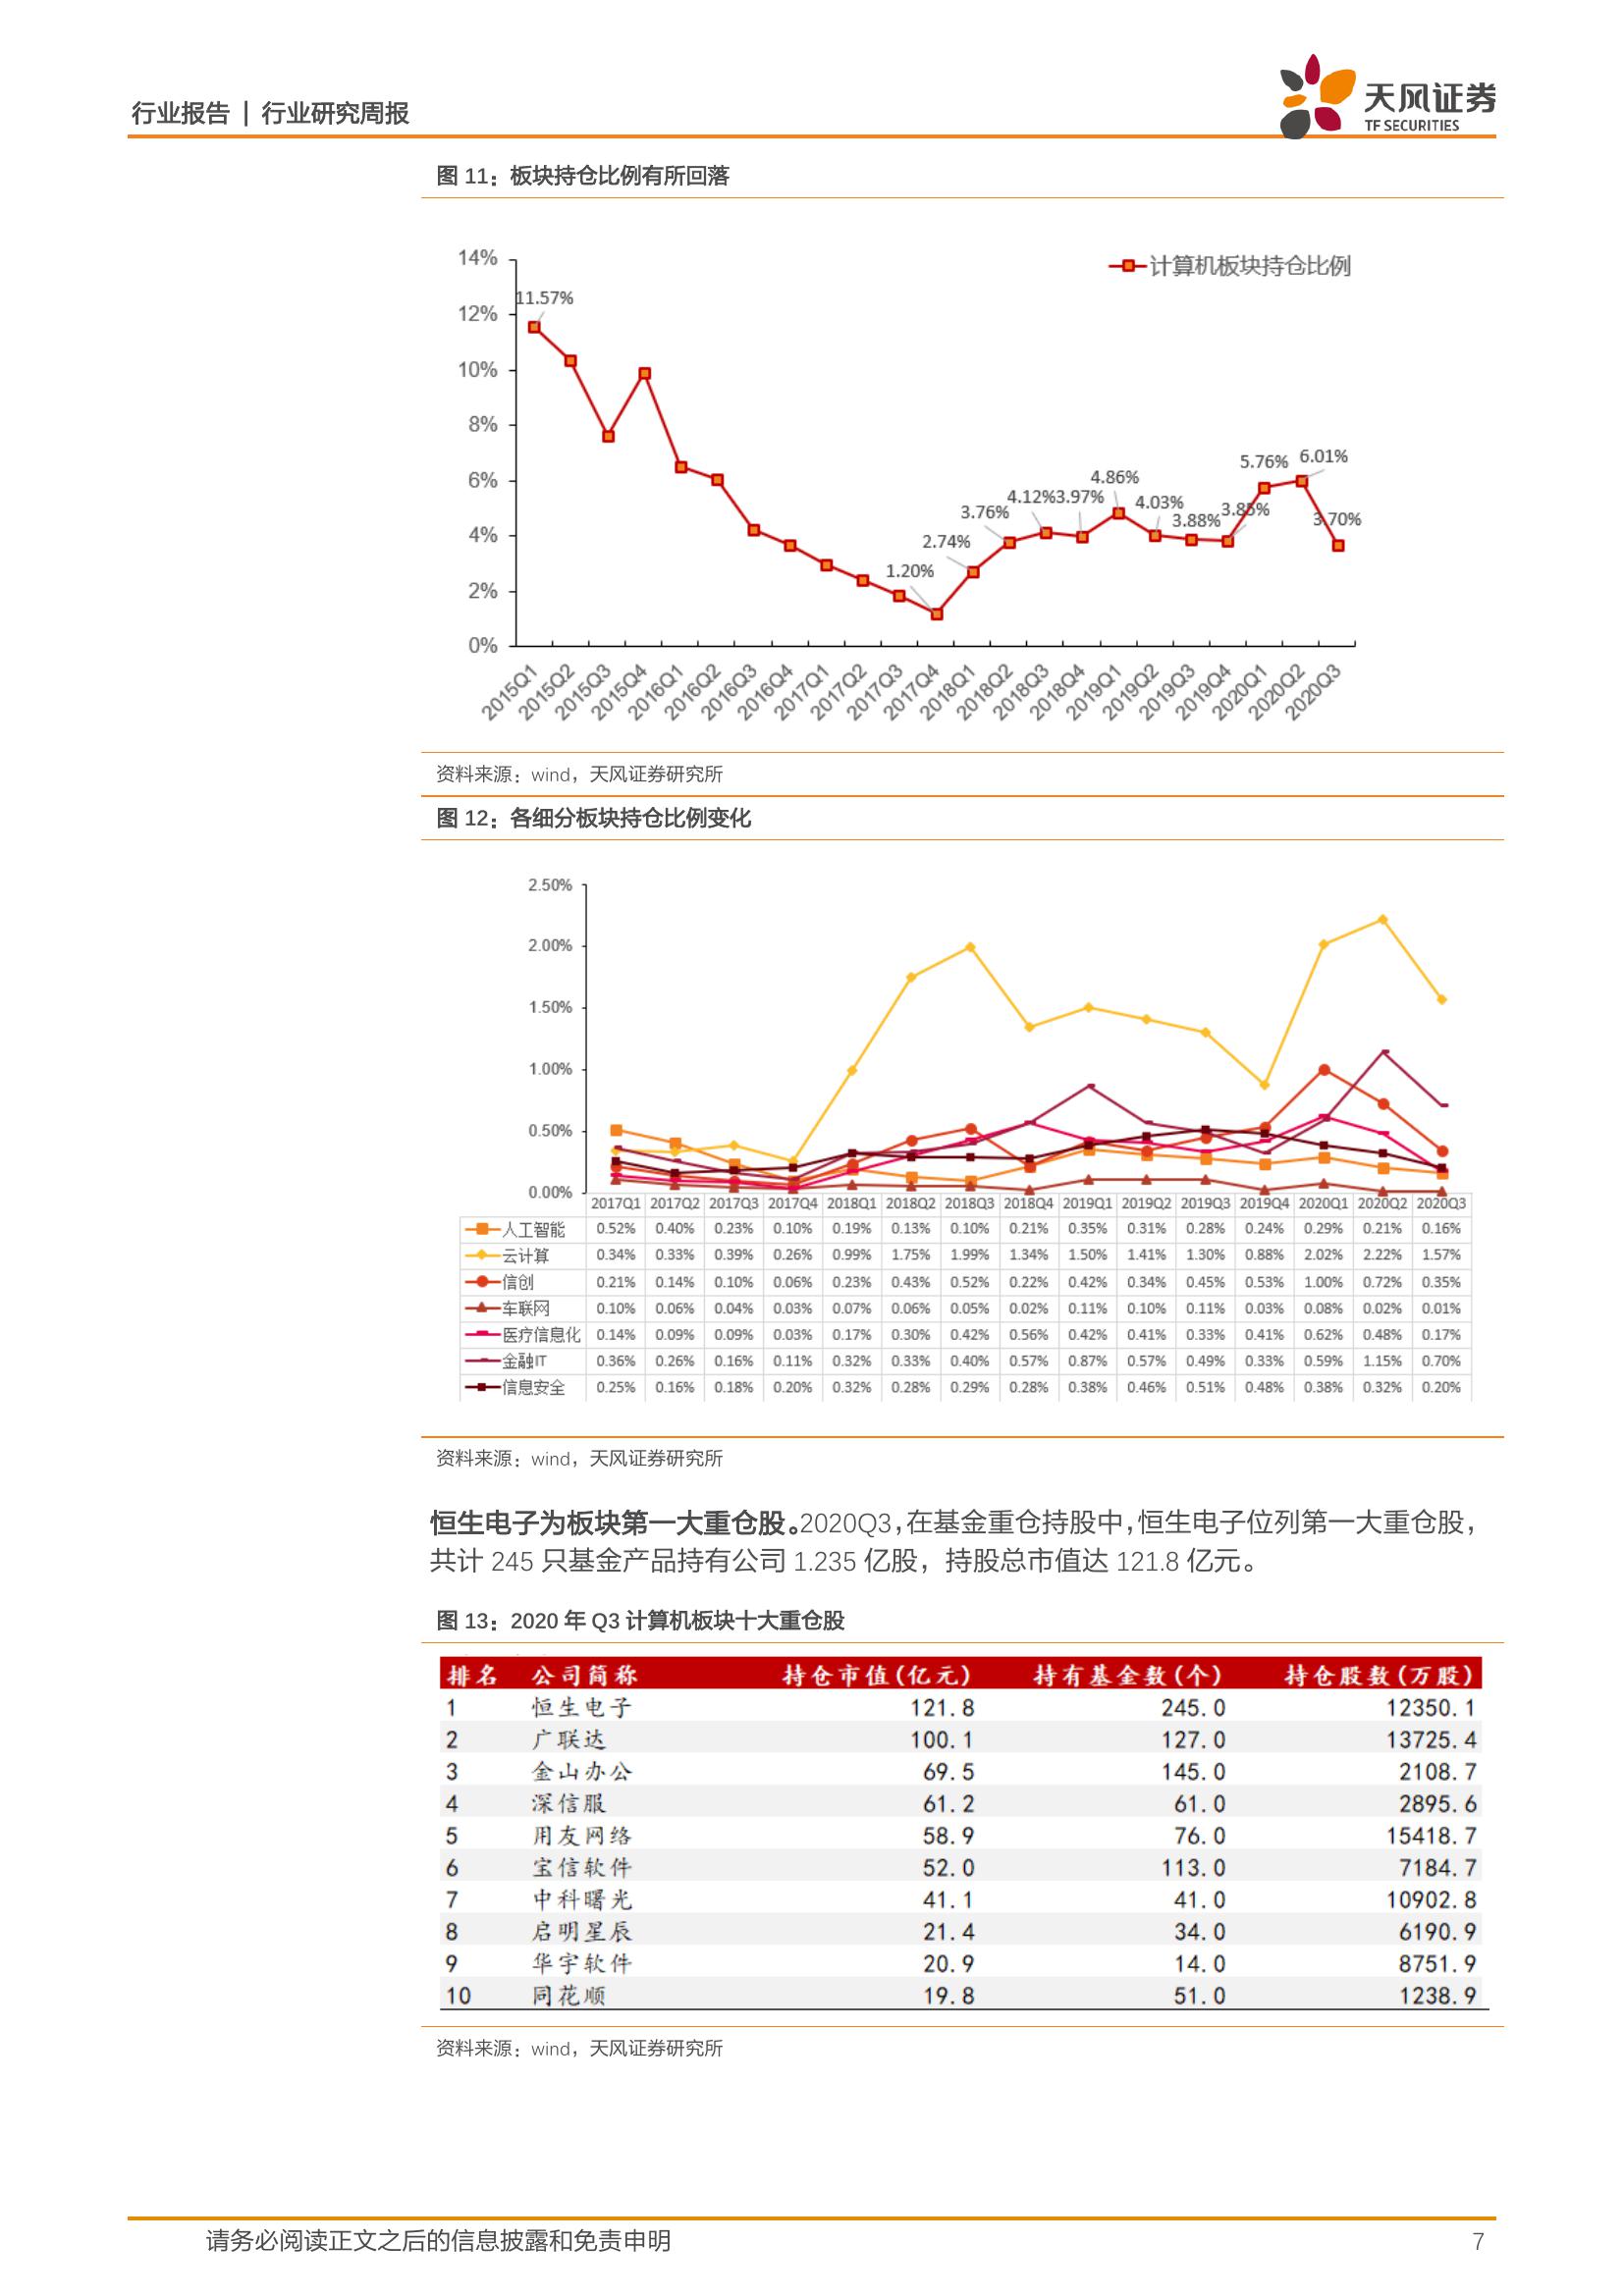 行业报告 | 行业研究周报
天风证券
TF SECURITIES
图 11：板块持仓比例有所回落
14%
12%
10%
8%
6%
4%
2%
0%
计算机板块持仓比例
11.57%
1.20%
2.74%
3.76%
4.12%
3.97%
4.86%
4.03%
3.88%
3.85%
5.76%
6.01%
3.70%
2015Q1 2015Q2 2015Q3 2015Q4 2016Q1 2016Q2 2016Q3 2016Q4 2017Q1 2017Q2 2017Q3 2017Q4 2018Q1 2018Q2 2018Q3 2018Q4 2019Q1 2019Q2 2019Q3 2019Q4 2020Q1 2020Q2 2020Q3
资料来源：wind，天风证券研究所
图 12：各细分板块持仓比例变化
2.50%
2.00%
1.50%
1.00%
0.50%
0.00%
2017Q1 2017Q2 2017Q3 2017Q4 2018Q1 2018Q2 2018Q3 2018Q4 2019Q1 2019Q2 2019Q3 2019Q4 2020Q1 2020Q2 2020Q3
人工智能 0.52% 0.40% 0.23% 0.10% 0.19% 0.13% 0.10% 0.21% 0.35% 0.31% 0.28% 0.24% 0.29% 0.21% 0.16%
云计算 0.34% 0.33% 0.39% 0.26% 0.99% 1.75% 1.99% 1.34% 1.50% 1.41% 1.30% 0.88% 2.02% 2.22% 1.57%
信创 0.21% 0.14% 0.10% 0.06% 0.23% 0.43% 0.52% 0.22% 0.42% 0.34% 0.45% 0.53% 1.00% 0.72% 0.35%
车联网 0.10% 0.06% 0.04% 0.03% 0.07% 0.06% 0.05% 0.02% 0.11% 0.10% 0.11% 0.03% 0.08% 0.02% 0.01%
医疗信息化 0.14% 0.09% 0.09% 0.03% 0.17% 0.30% 0.42% 0.56% 0.42% 0.41% 0.33% 0.41% 0.62% 0.48% 0.17%
金融IT 0.36% 0.26% 0.16% 0.11% 0.32% 0.33% 0.40% 0.57% 0.87% 0.57% 0.49% 0.33% 0.59% 1.15% 0.70%
信息安全 0.25% 0.16% 0.18% 0.20% 0.32% 0.28% 0.29% 0.28% 0.38% 0.46% 0.51% 0.48% 0.38% 0.32% 0.20%
资料来源：wind，天风证券研究所
恒生电子为板块第一大重仓股。2020Q3，在基金重仓持股中，恒生电子位列第一大重仓股，
共计 245 只基金产品持有公司 1.235 亿股，持股总市值达 121.8 亿元。
图 13：2020 年 Q3 计算机板块十大重仓股
排名 公司简称 持仓市值(亿元) 持有基金数(个) 持仓股数(万股)
1 恒生电子 121.8 245.0 12350.1
2 广联达 100.1 127.0 13725.4
3 金山办公 69.5 145.0 2108.7
4 深信服 61.2 61.0 2895.6
5 用友网络 58.9 76.0 15418.7
6 宝信软件 52.0 113.0 7184.7
7 中科曙光 41.1 41.0 10902.8
8 启明星辰 21.4 34.0 6190.9
9 华宇软件 20.9 14.0 8751.9
10 同花顺 19.8 51.0 1238.9
资料来源：wind，天风证券研究所
请务必阅读正文之后的信息披露和免责申明 7